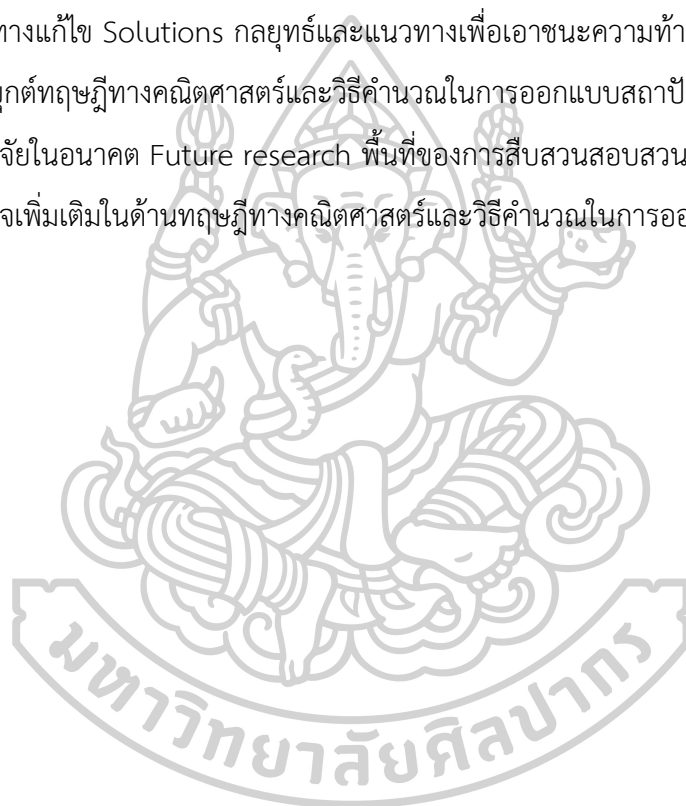 ทางแก้ไข Solutions กลยุทธ์และแนวทางเพื่อเอาชนะความท้า
ุกต์ทฤษฎีทางคณิตศาสตร์และวิธีคำนวณในการออกแบบสถาปั
จัยในอนาคต Future research พื้นที่ของการสืบสวนสอบสวน
จเพิ่มเติมในด้านทฤษฎีทางคณิตศาสตร์และวิธีคำนวณในการออ
มหาวิทยาลัยศิลปากร